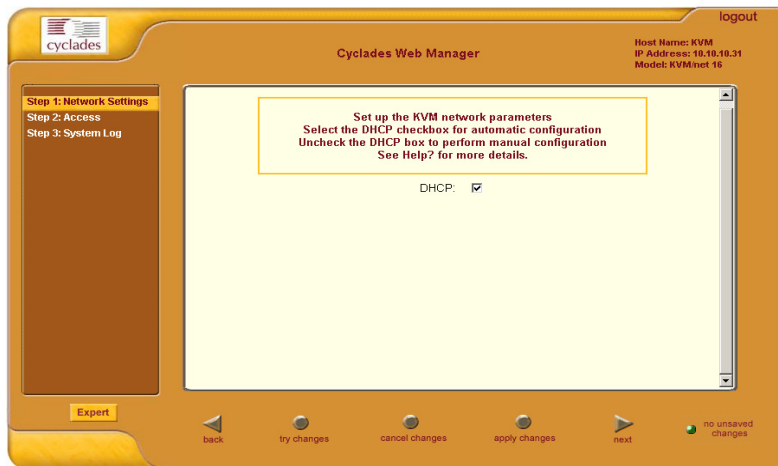 logout
cyclades
Cyclades Web Manager
Host Name: KVM
IP Address: 10.10.10.31
Model: KVM/net 16
Step 1: Network Settings
Step 2: Access
Step 3: System Log
Set up the KVM network parameters
Select the DHCP checkbox for automatic configuration
Uncheck the DHCP box to perform manual configuration
See Help? for more details.
DHCP:
Expert
back
try changes
cancel changes
apply changes
next
no unsaved
changes